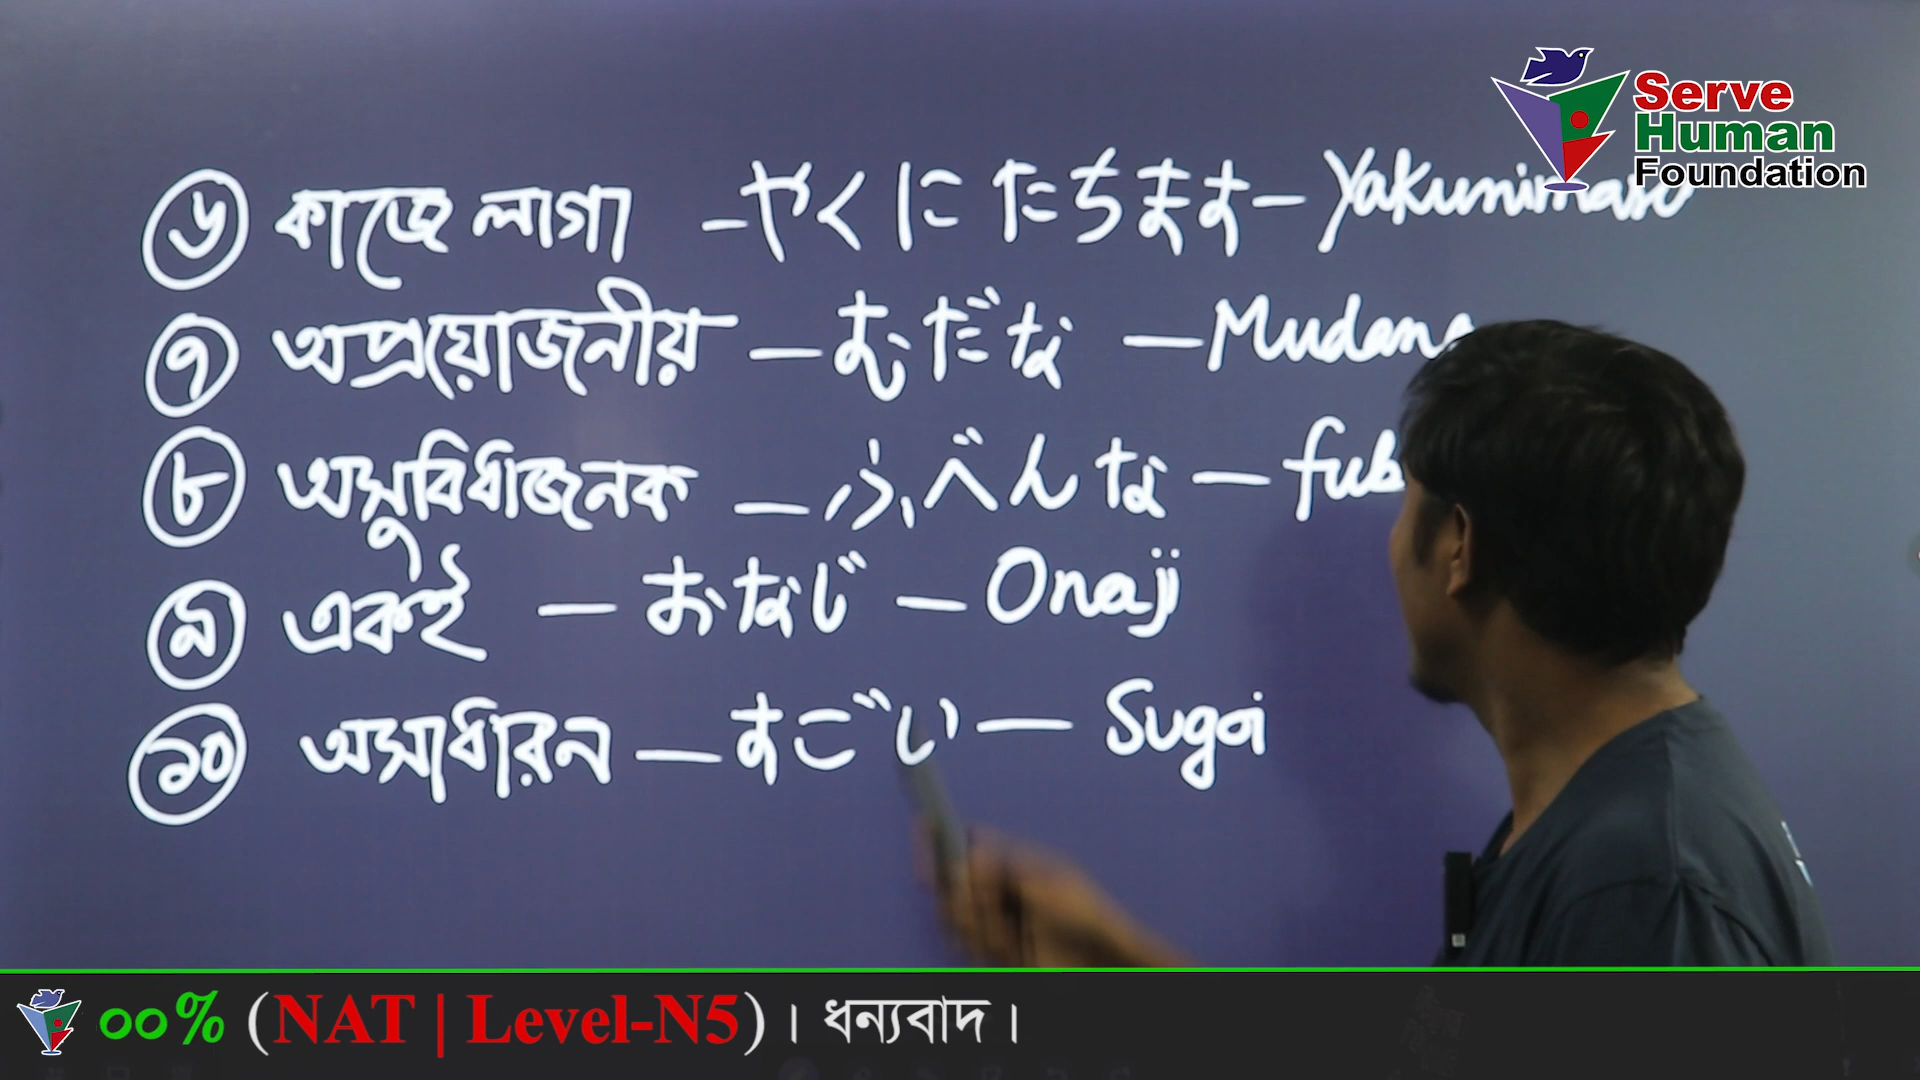 Serve
Human
Foundation
৬ কাজে লাগা - やくに たちます - Yakunimasu
৭ অপ্রয়োজনীয় - むだな - Mudana
৮ অসুবিধাজনক - ふべんな - fub
৯ একই - おなじ - Onaji
১০ অসাধারন - すごい - Sugoi
০০% (NAT | Level-N5) । ধন্যবাদ ।